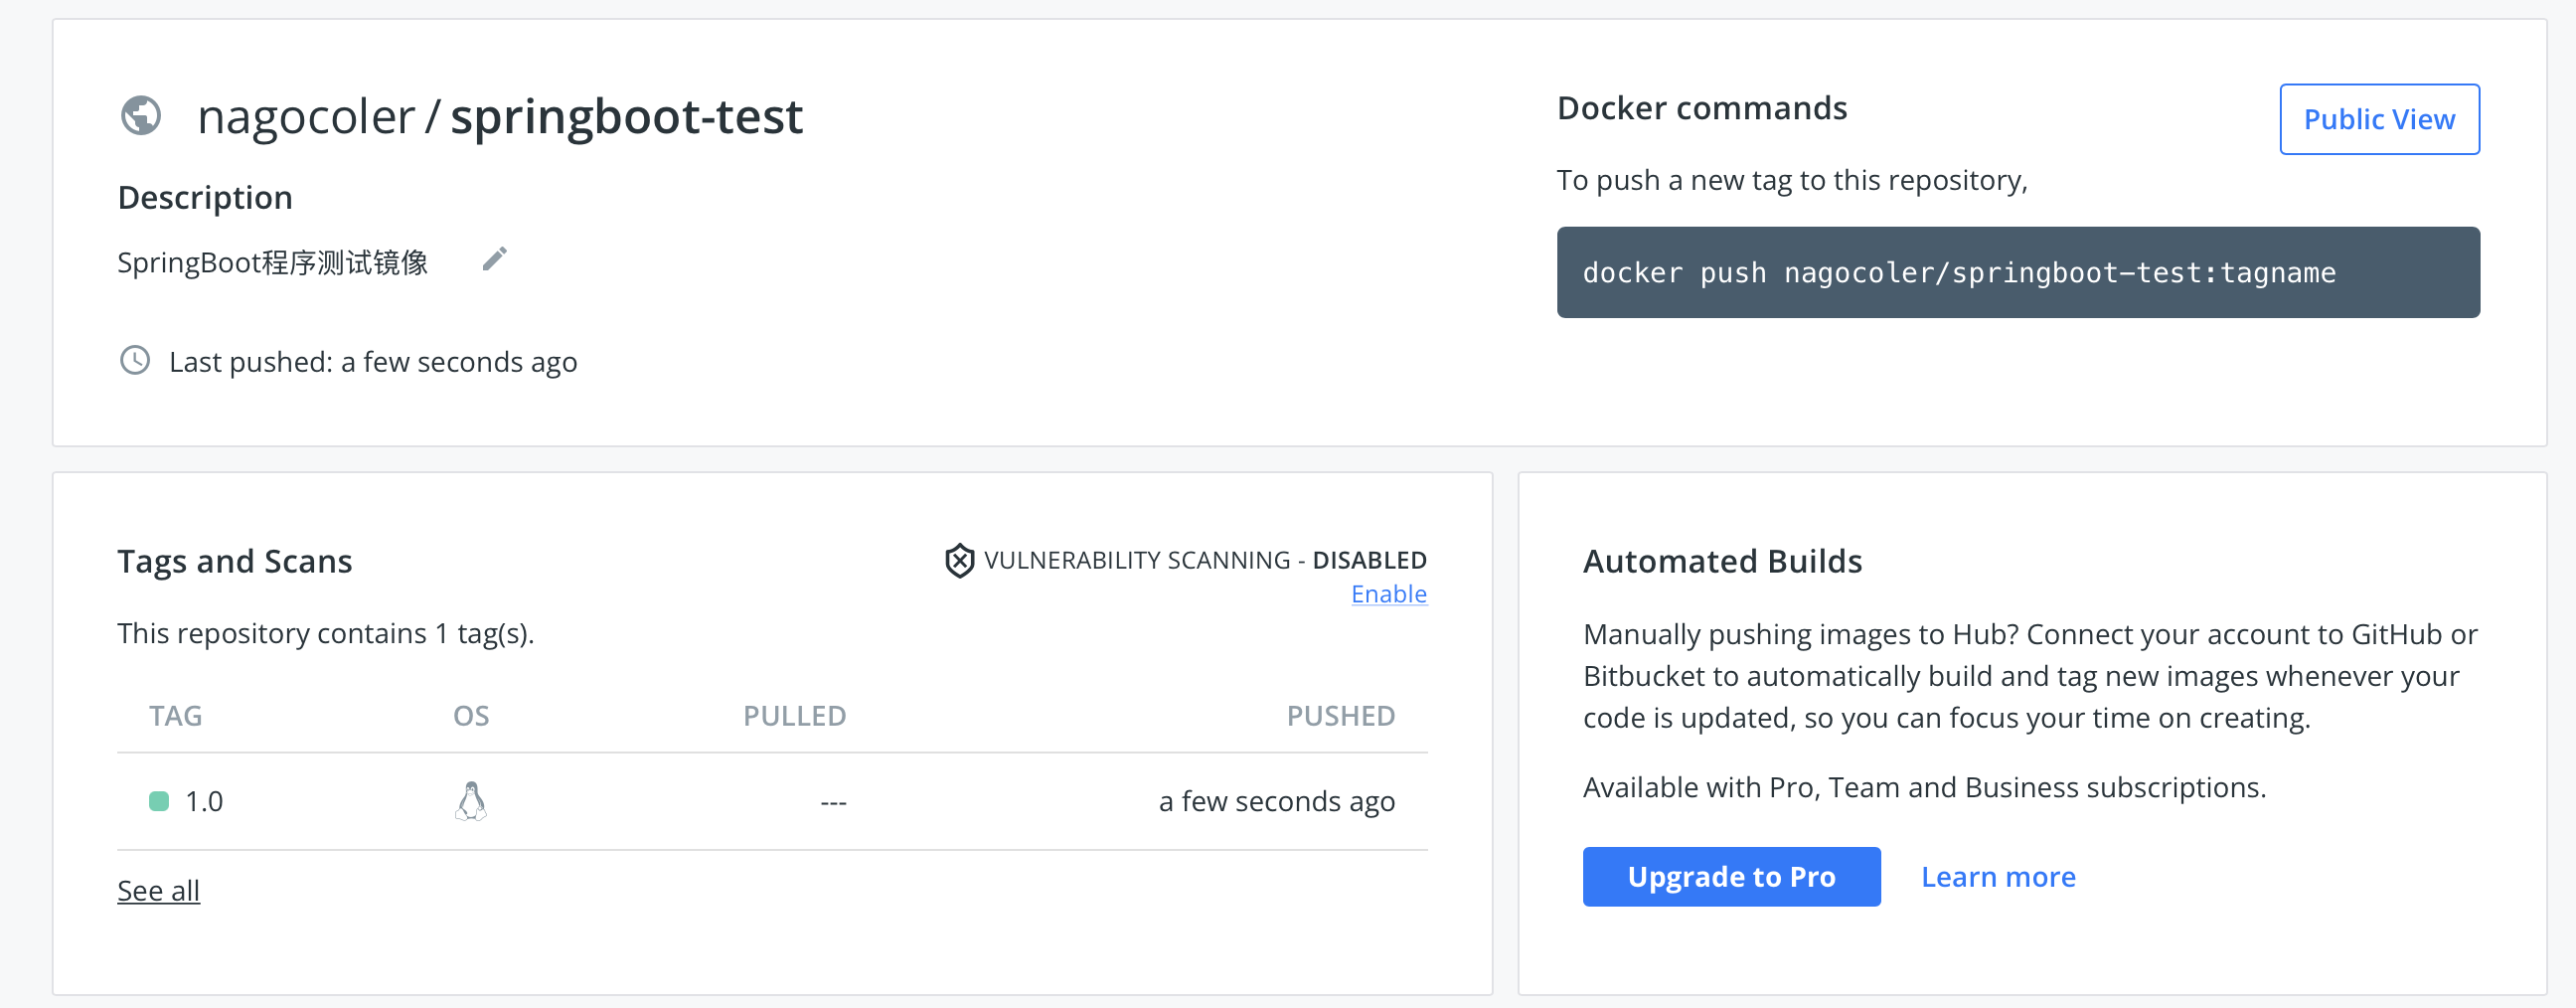 nagocoler / springboot-test
Description
SpringBoot程序测试镜像
Last pushed: a few seconds ago
Docker commands
Public View
To push a new tag to this repository,
docker push nagocoler/springboot-test:tagname
Tags and Scans
VULNERABILITY SCANNING - DISABLED
Enable
This repository contains 1 tag(s).
TAG OS PULLED PUSHED
1.0 --- a few seconds ago
See all
Automated Builds
Manually pushing images to Hub? Connect your account to GitHub or
Bitbucket to automatically build and tag new images whenever your
code is updated, so you can focus your time on creating.
Available with Pro, Team and Business subscriptions.
Upgrade to Pro Learn more